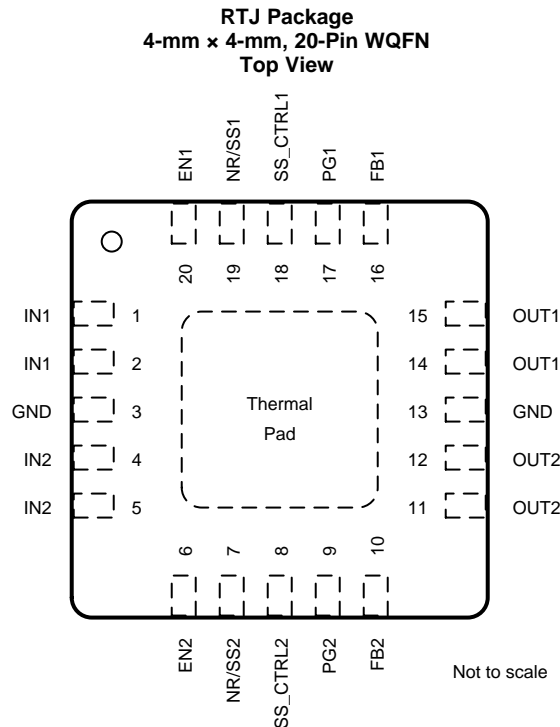 RTJ Package
4-mm × 4-mm, 20-Pin WQFN
Top View
EN1
NR/SS1
SS_CTRL1
PG1
FB1
20
19
18
17
16
IN1 1
15 OUT1
IN1 2
14 OUT1
GND 3
13 GND
IN2 4
12 OUT2
IN2 5
11 OUT2
Thermal
Pad
6
7
8
9
10
EN2
NR/SS2
SS_CTRL2
PG2
FB2
Not to scale